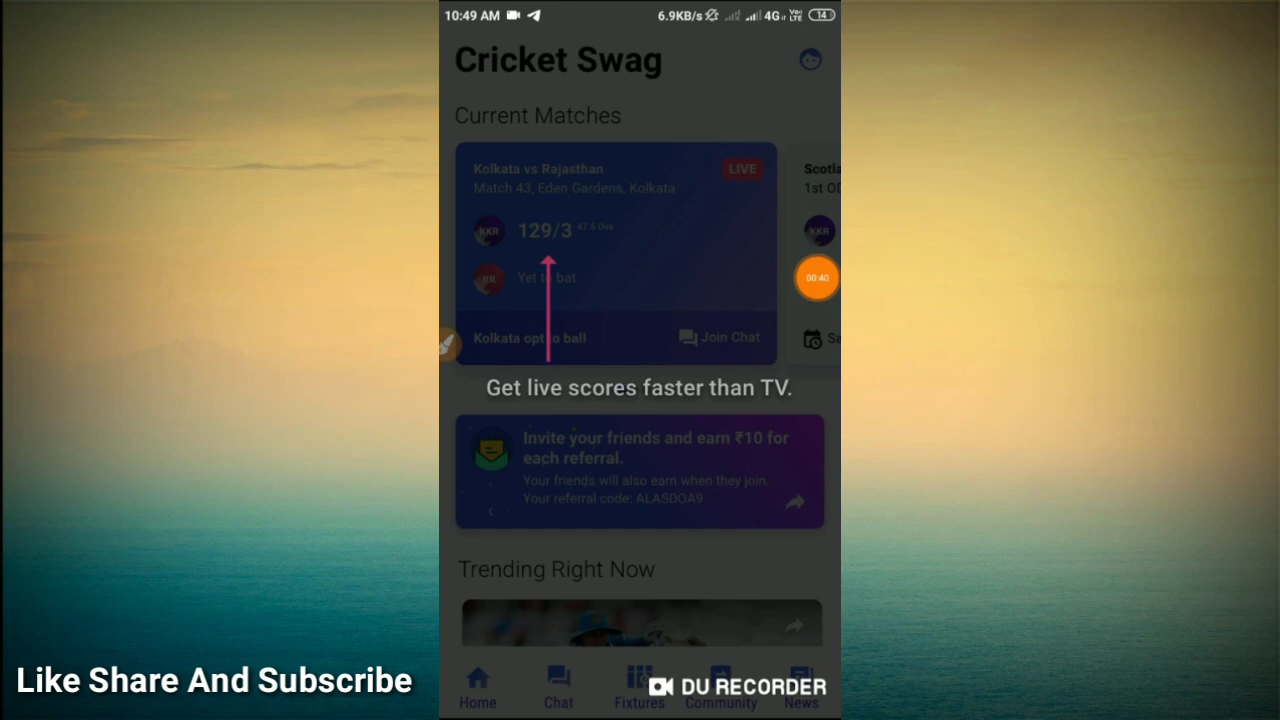 10:49 AM
6.9KB/s
4G
Vo LTE
14
Cricket Swag
Current Matches
Kolkata vs Rajasthan
LIVE
Match 43, Eden Gardens, Kolkata
KKR
129/3 47.5 Ovs
RR
Yet to bat
Kolkata opt to ball
Join Chat
Scotla
1st OD
KKR
00:40
Sa
Get live scores faster than TV.
Invite your friends and earn ₹10 for
each referral.
Your friends will also earn when they join.
Your referral code: ALASDOA9
Trending Right Now
Home
Chat
Fixtures
Community
News
DU RECORDER
Like Share And Subscribe